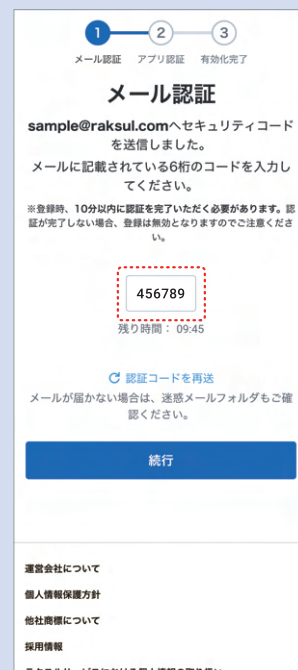 1 2 3
メール認証 アプリ認証 有効化完了
メール認証
sample@raksul.comへセキュリティコード
を送信しました。
メールに記載されている6桁のコードを入力し
てください。
※登録時、10分以内に認証を完了いただく必要があります。認
証が完了しない場合、登録は無効となりますのでご注意くださ
い。
456789
残り時間： 09:45
認証コードを再送
メールが届かない場合は、迷惑メールフォルダもご確
認ください。
続行
運営会社について
個人情報保護方針
他社商標について
採用情報